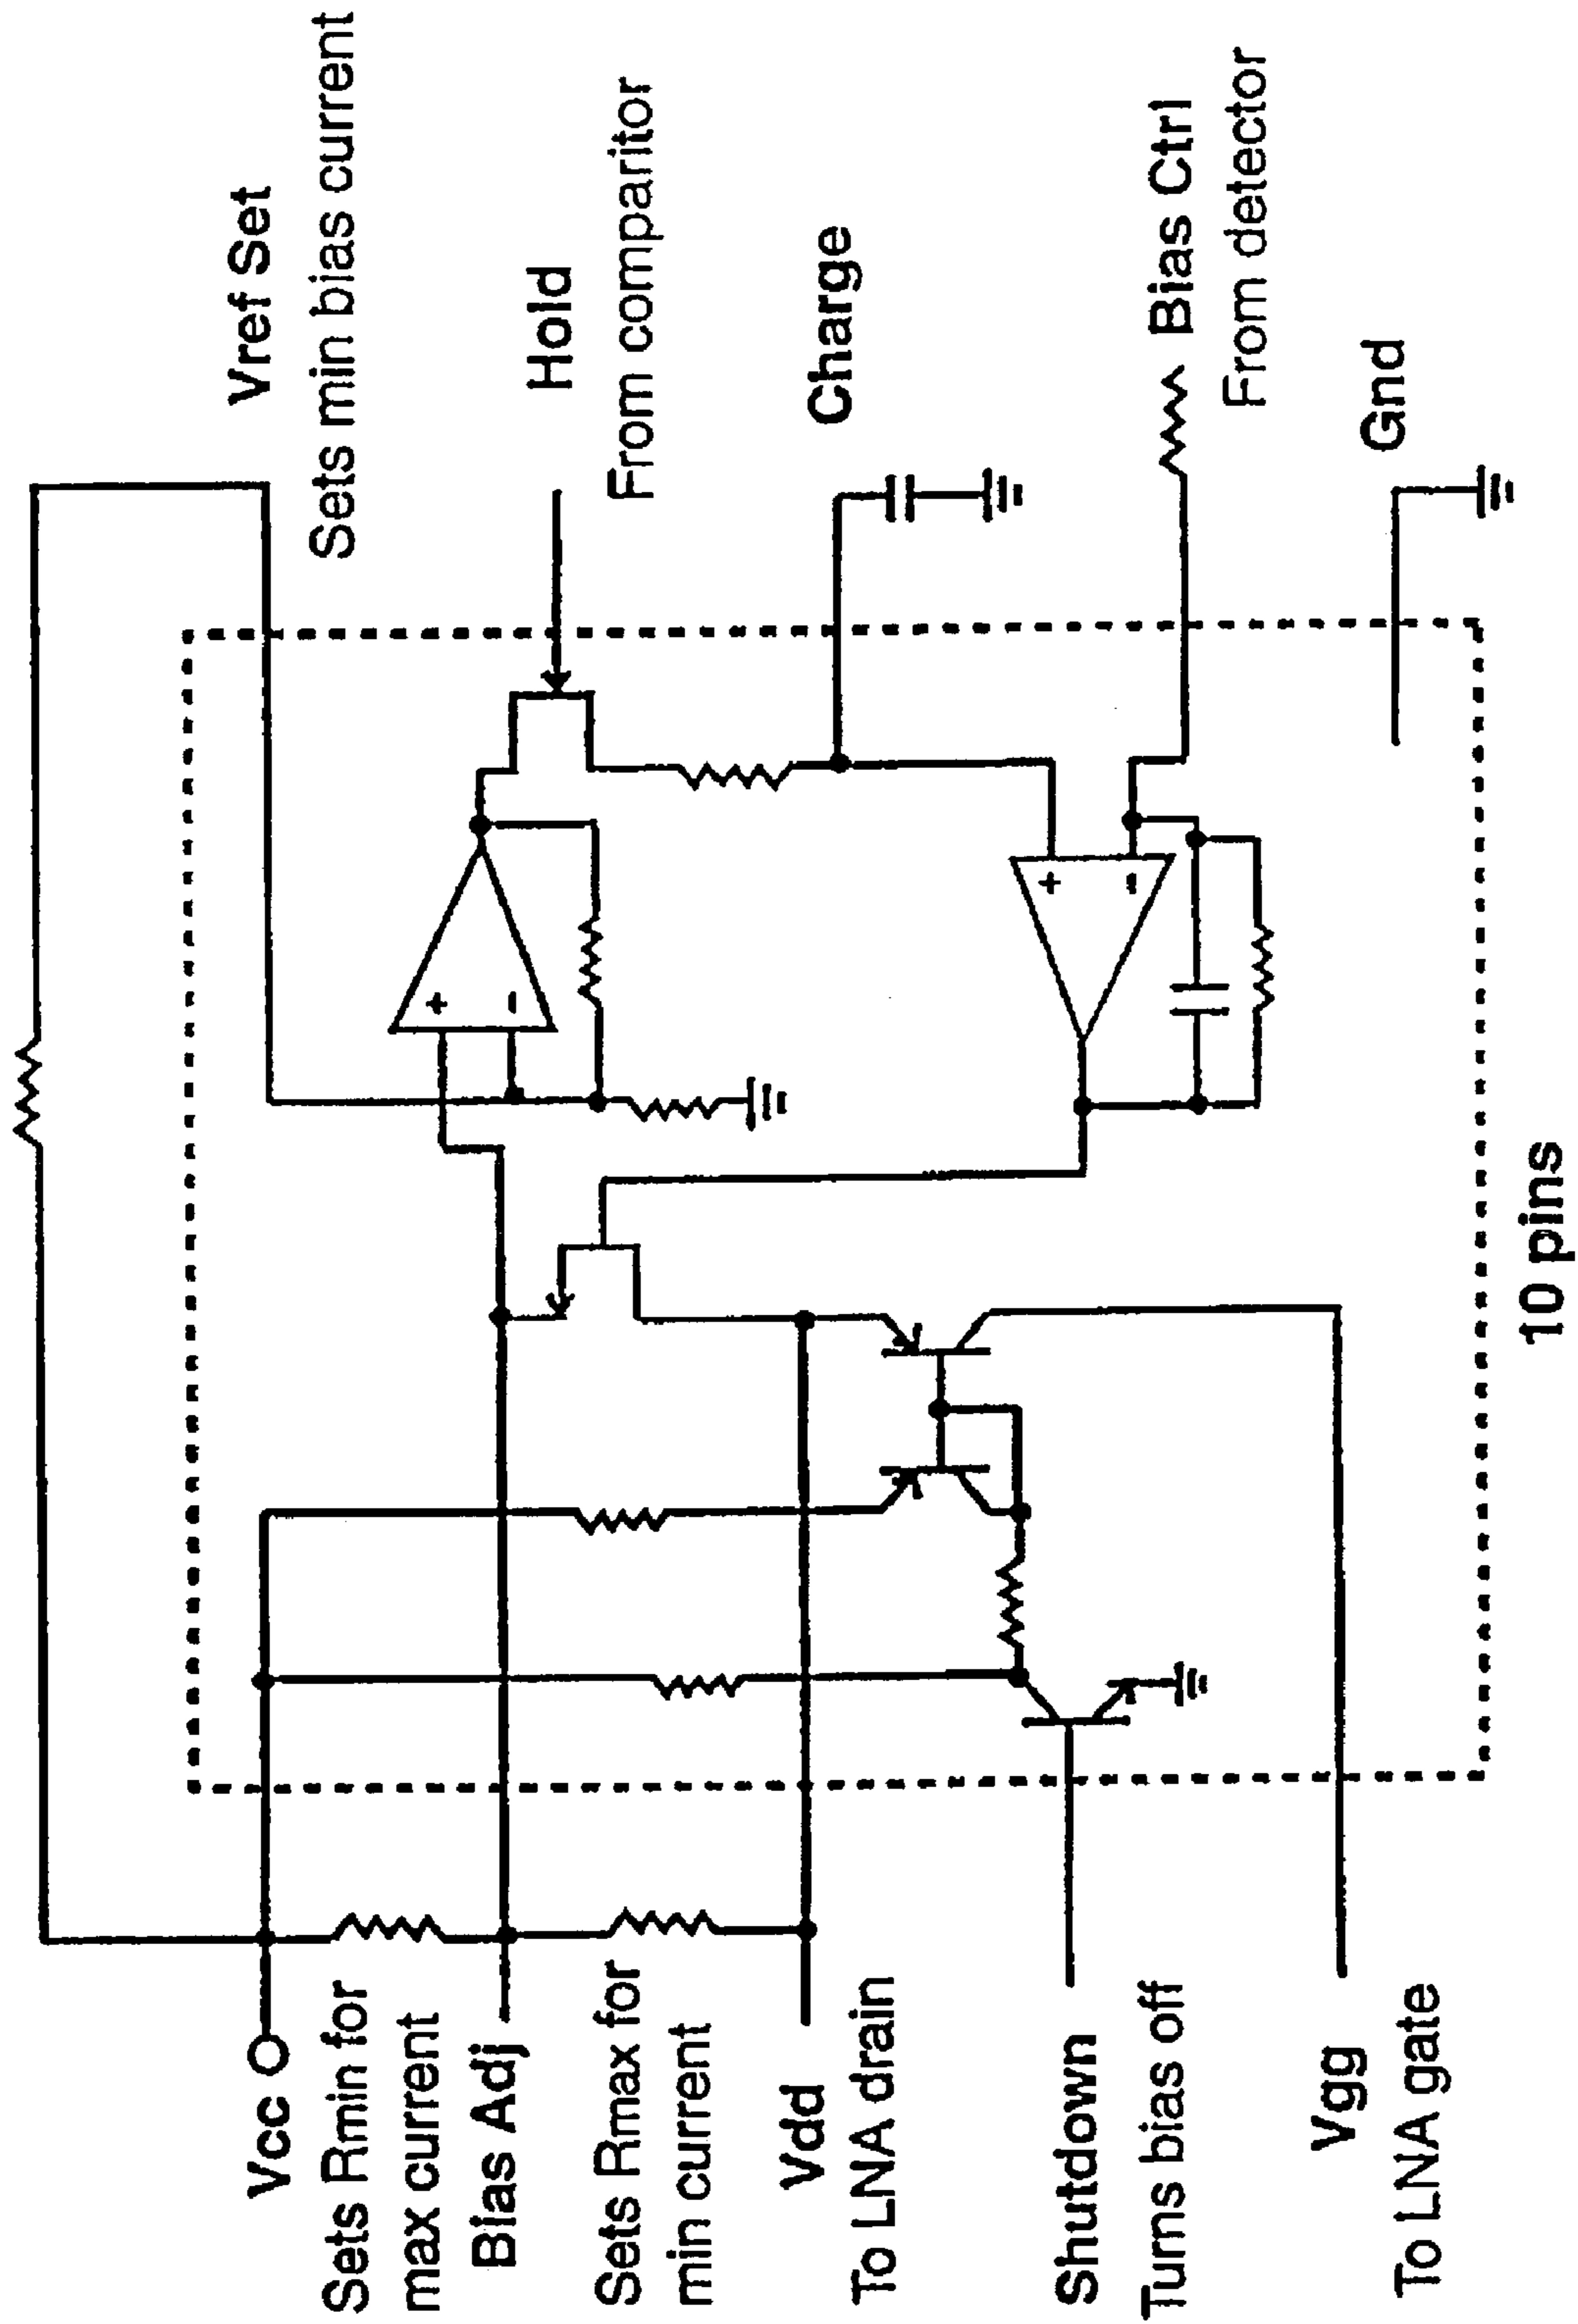 Vcc
Sets Rmin for
max current
Bias Adj
Sets Rmax for
min current
Vdd
To LNA drain
Shutdown
Turns bias off
Vgg
To LNA gate
+
-
+
-
Vref Set
Sets min bias current
Hold
From comparitor
Charge
Bias Ctrl
From detector
Gnd
10 pins